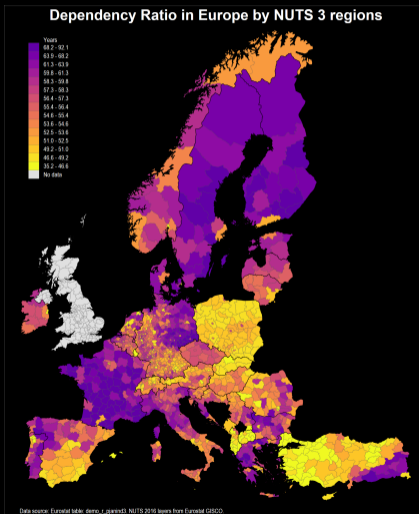 Dependency Ratio in Europe by NUTS 3 regions
Years
68.2 - 92.1
63.9 - 68.2
61.3 - 63.9
59.8 - 61.3
58.3 - 59.8
57.3 - 58.3
56.4 - 57.3
55.4 - 56.4
54.6 - 55.4
53.6 - 54.6
52.5 - 53.6
51.0 - 52.5
49.2 - 51.0
46.6 - 49.2
35.2 - 46.6
No data
Data source: Eurostat table: demo_r_pjanind3. NUTS 2016 layers from Eurostat GISCO.